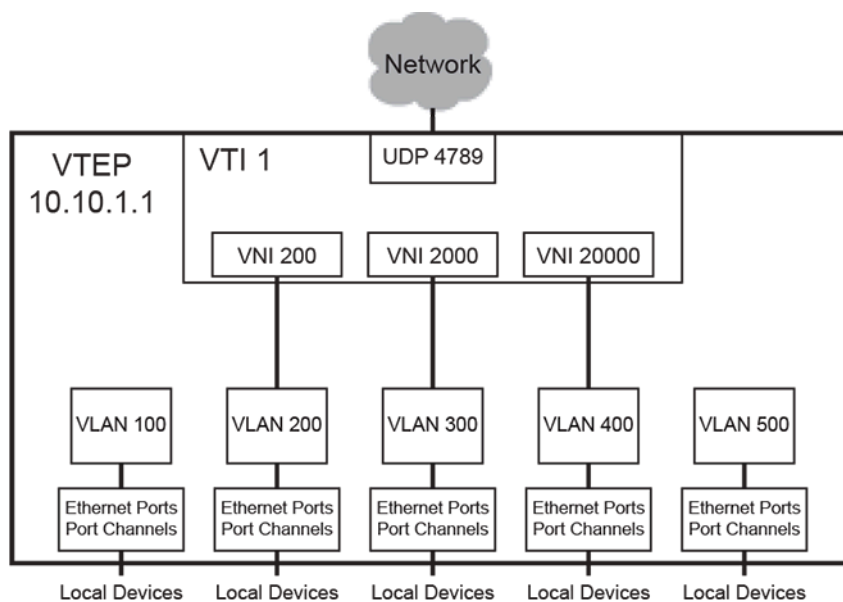 Network
VTEP
10.10.1.1
VTI 1
UDP 4789
VNI 200
VNI 2000
VNI 20000
VLAN 100
VLAN 200
VLAN 300
VLAN 400
VLAN 500
Ethernet Ports
Port Channels
Ethernet Ports
Port Channels
Ethernet Ports
Port Channels
Ethernet Ports
Port Channels
Ethernet Ports
Port Channels
Local Devices
Local Devices
Local Devices
Local Devices
Local Devices